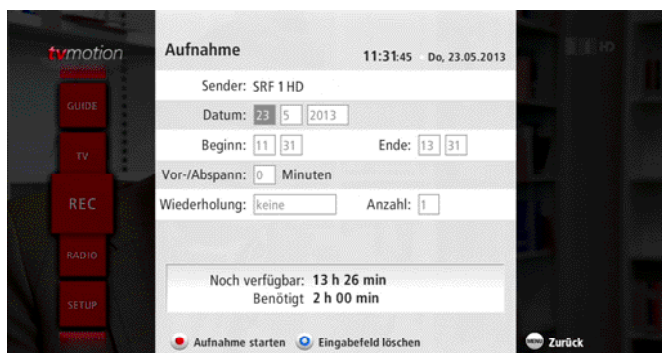 tvmotion
GUIDE
TV
REC
RADIO
SETUP
Aufnahme
11:31:45 Do, 23.05.2013
Sender: SRF 1 HD
Datum: 23 5 2013
Beginn: 11 31 Ende: 13 31
Vor-/Abspann: 0 Minuten
Wiederholung: keine Anzahl: 1
Noch verfügbar: 13 h 26 min
Benötigt 2 h 00 min
Aufnahme starten Eingabefeld löschen
MENU Zurück
HD